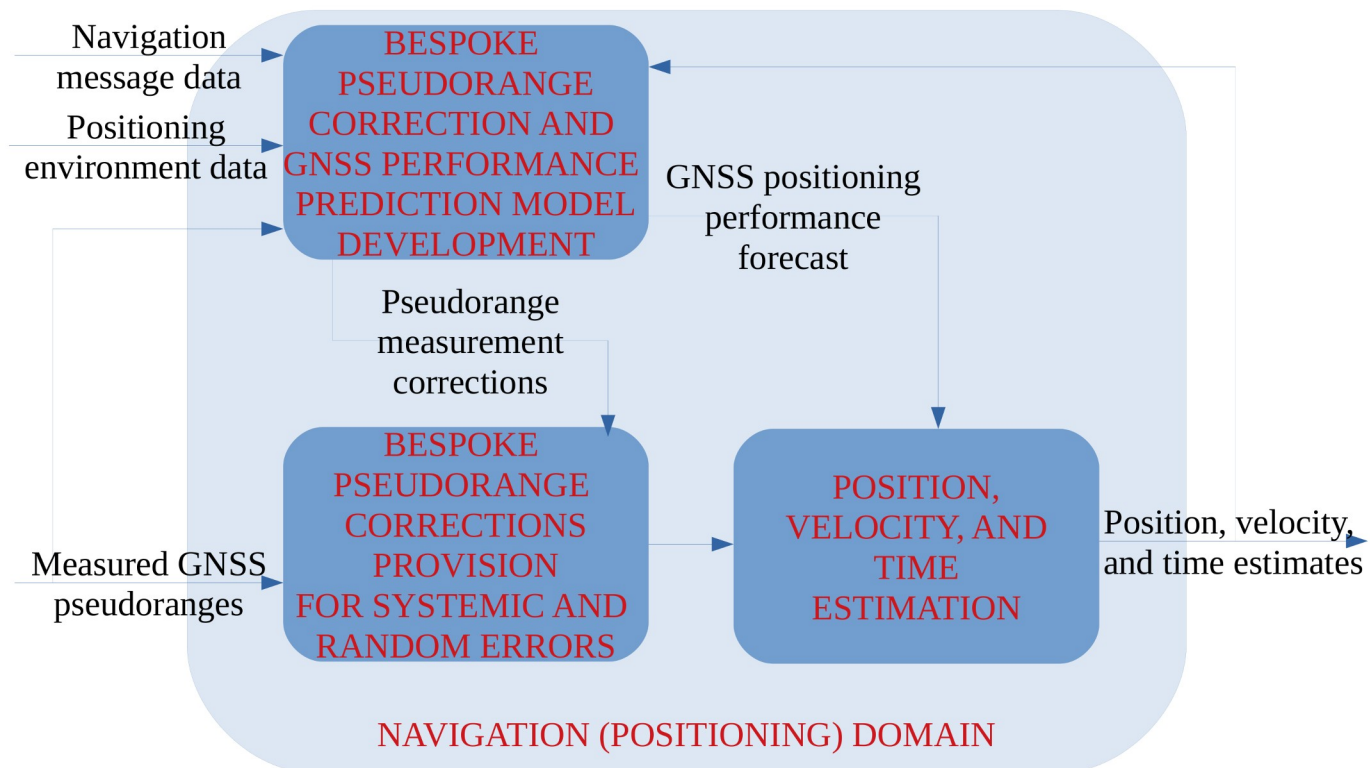 Navigation
message data
Positioning
environment data
BESPOKE
PSEUDORANGE
CORRECTION AND
GNSS PERFORMANCE
PREDICTION MODEL
DEVELOPMENT
GNSS positioning
performance
forecast
Pseudorange
measurement
corrections
Measured GNSS
pseudoranges
BESPOKE
PSEUDORANGE
CORRECTIONS
PROVISION
FOR SYSTEMIC AND
RANDOM ERRORS
POSITION,
VELOCITY, AND
TIME
ESTIMATION
Position, velocity,
and time estimates
NAVIGATION (POSITIONING) DOMAIN